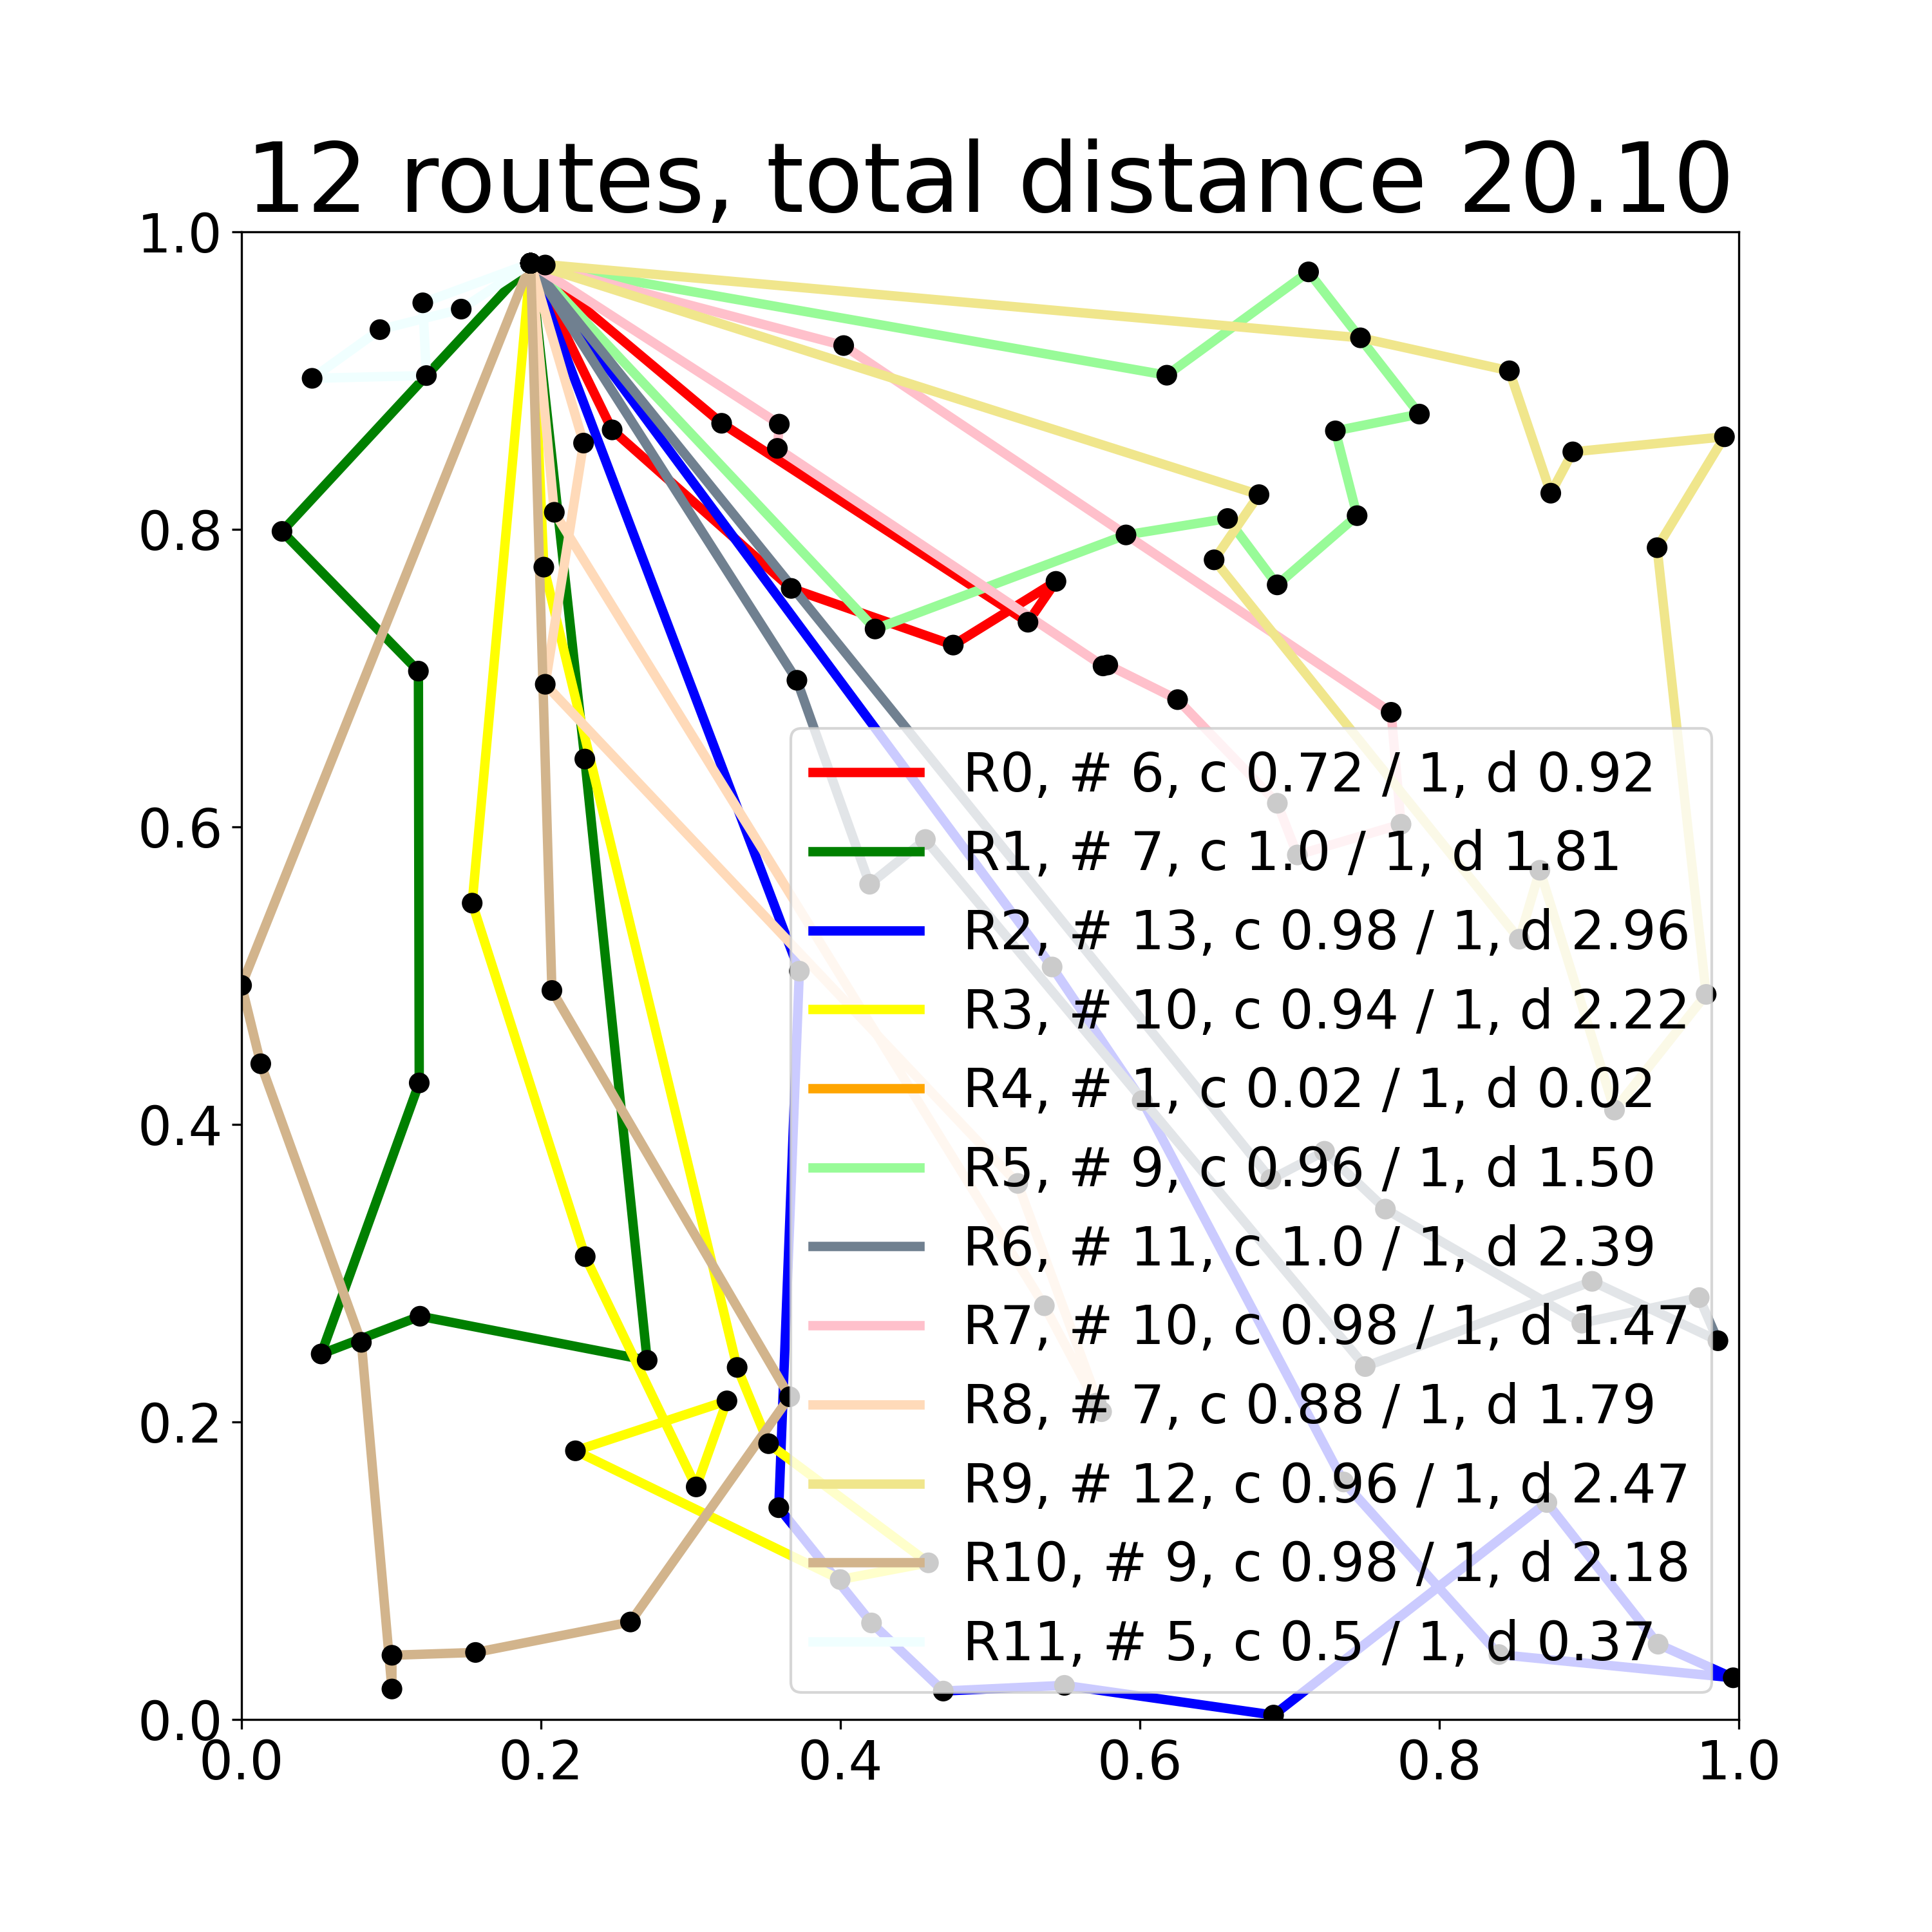 12 routes, total distance 20.10
1.0
0.8
0.6
0.4
0.2
0.0
0.0 0.2 0.4 0.6 0.8 1.0
R0, # 6, c 0.72 / 1, d 0.92
R1, # 7, c 1.0 / 1, d 1.81
R2, # 13, c 0.98 / 1, d 2.96
R3, # 10, c 0.94 / 1, d 2.22
R4, # 1, c 0.02 / 1, d 0.02
R5, # 9, c 0.96 / 1, d 1.50
R6, # 11, c 1.0 / 1, d 2.39
R7, # 10, c 0.98 / 1, d 1.47
R8, # 7, c 0.88 / 1, d 1.79
R9, # 12, c 0.96 / 1, d 2.47
R10, # 9, c 0.98 / 1, d 2.18
R11, # 5, c 0.5 / 1, d 0.37